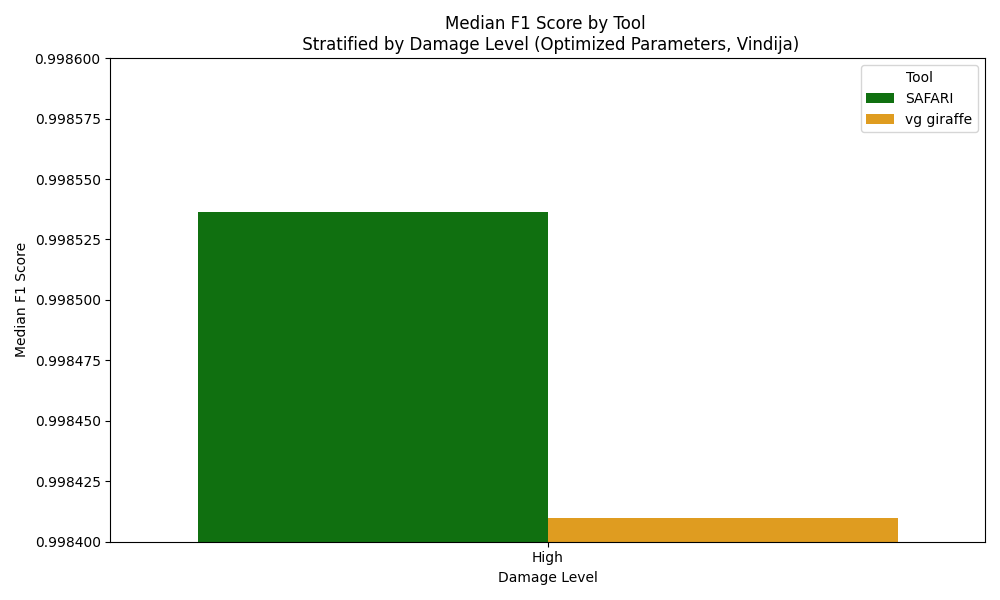 Median F1 Score by Tool
Stratified by Damage Level (Optimized Parameters, Vindija)
0.998600
0.998575
0.998550
0.998525
0.998500
0.998475
0.998450
0.998425
0.998400
Median F1 Score
Tool
SAFARI
vg giraffe
High
Damage Level